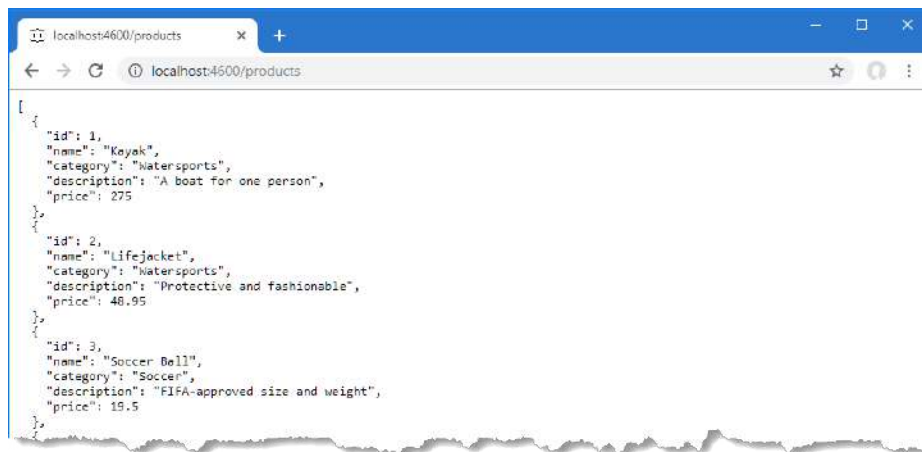 localhost:4600/products
localhost:4600/products
[
  {
    "id": 1,
    "name": "Kayak",
    "category": "Watersports",
    "description": "A boat for one person",
    "price": 275
  },
  {
    "id": 2,
    "name": "Lifejacket",
    "category": "Watersports",
    "description": "Protective and fashionable",
    "price": 48.95
  },
  {
    "id": 3,
    "name": "Soccer Ball",
    "category": "Soccer",
    "description": "FIFA-approved size and weight",
    "price": 19.5
  },
  {